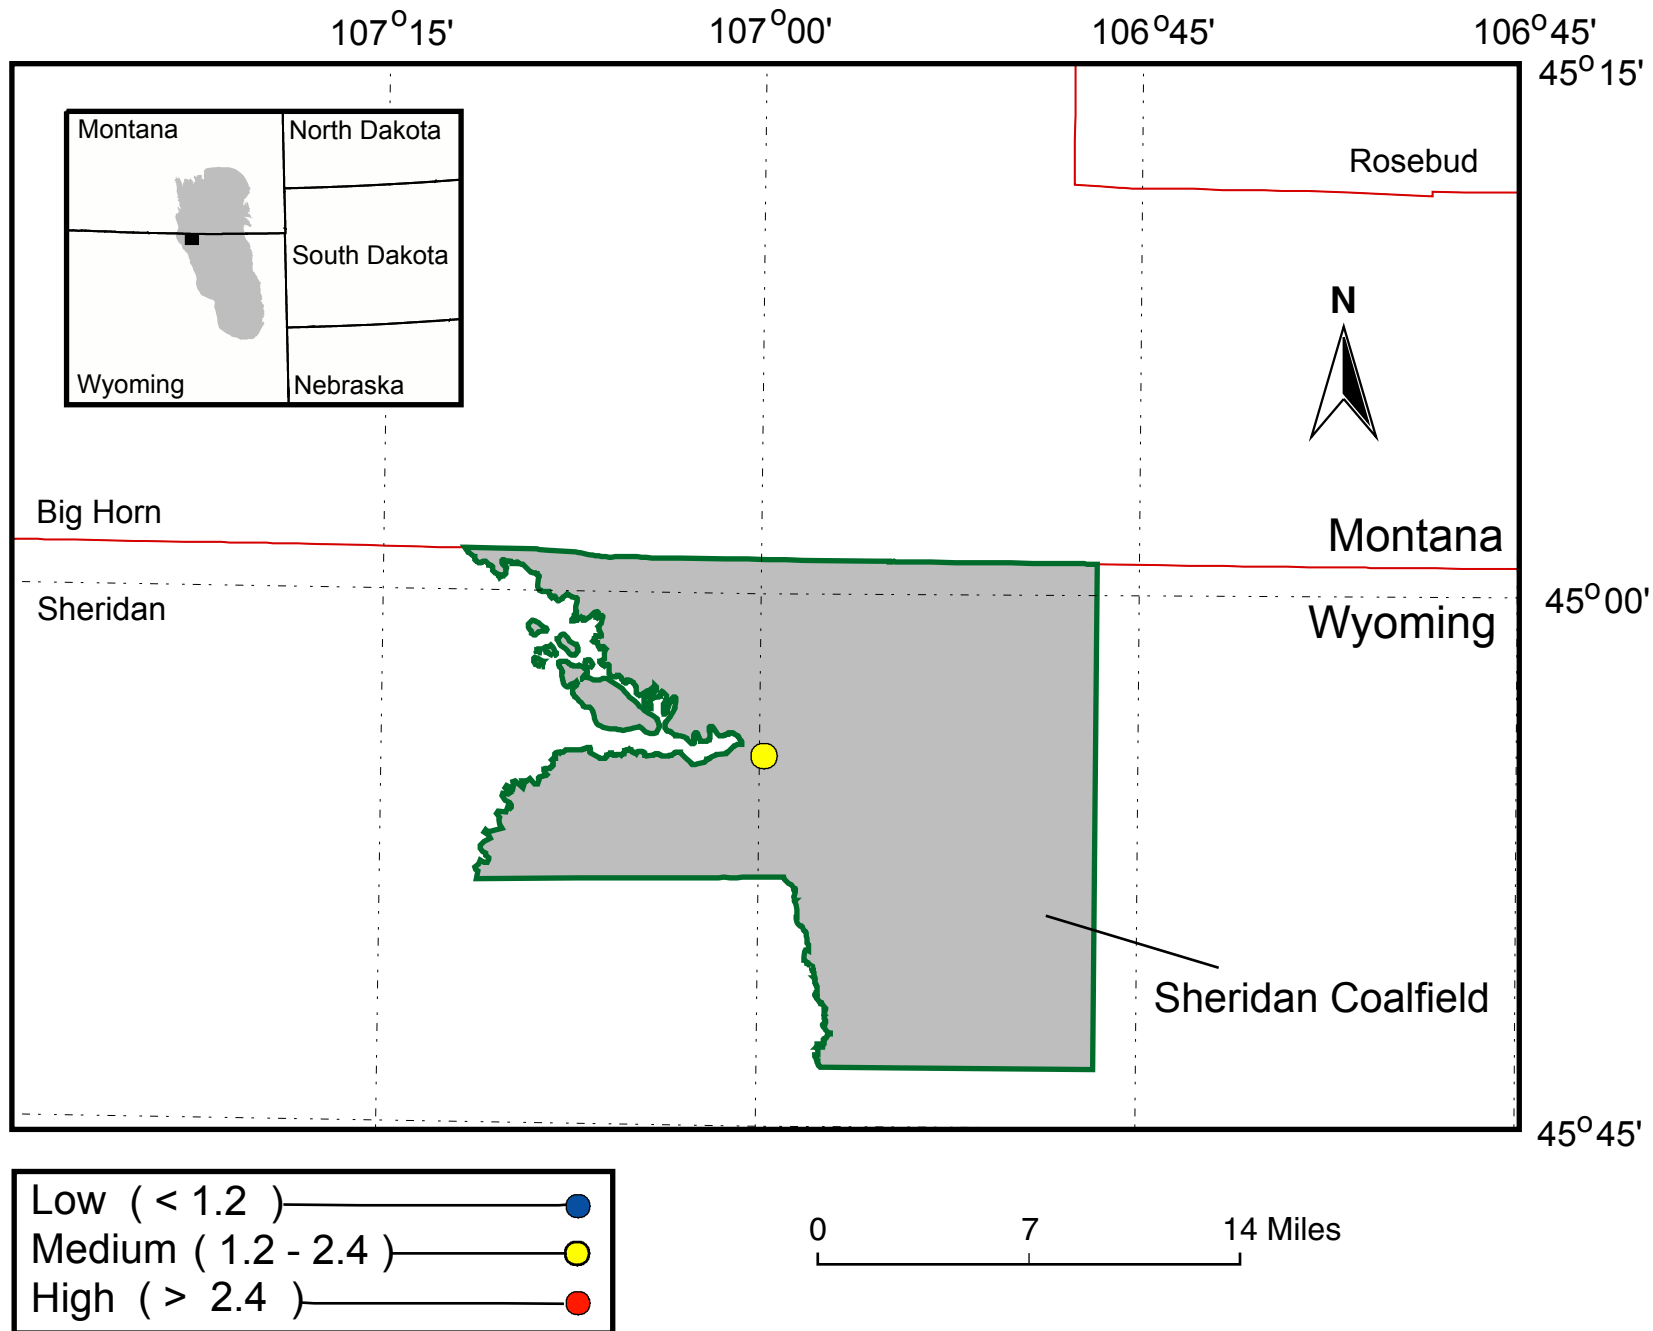 107°15' 107°00' 106°45' 106°45'
45°15'
Montana North Dakota
Rosebud
South Dakota
N
Wyoming Nebraska
Big Horn
Montana
Sheridan
45°00'
Wyoming
Sheridan Coalfield
45°45'
Low ( < 1.2 )
Medium ( 1.2 - 2.4 )
High ( > 2.4 )
0 7 14 Miles